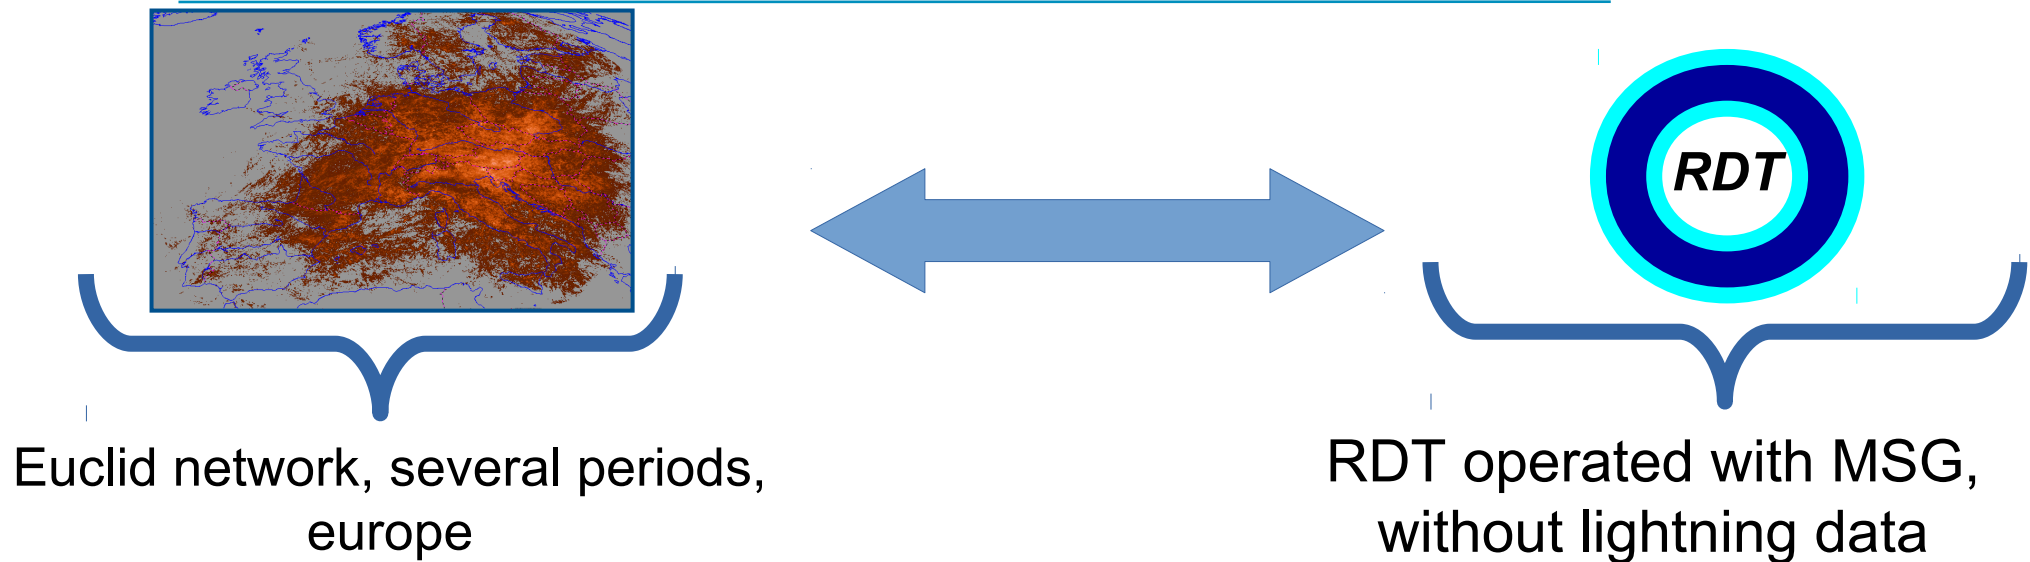 RDT
Euclid network, several periods,
europe
RDT operated with MSG,
without lightning data